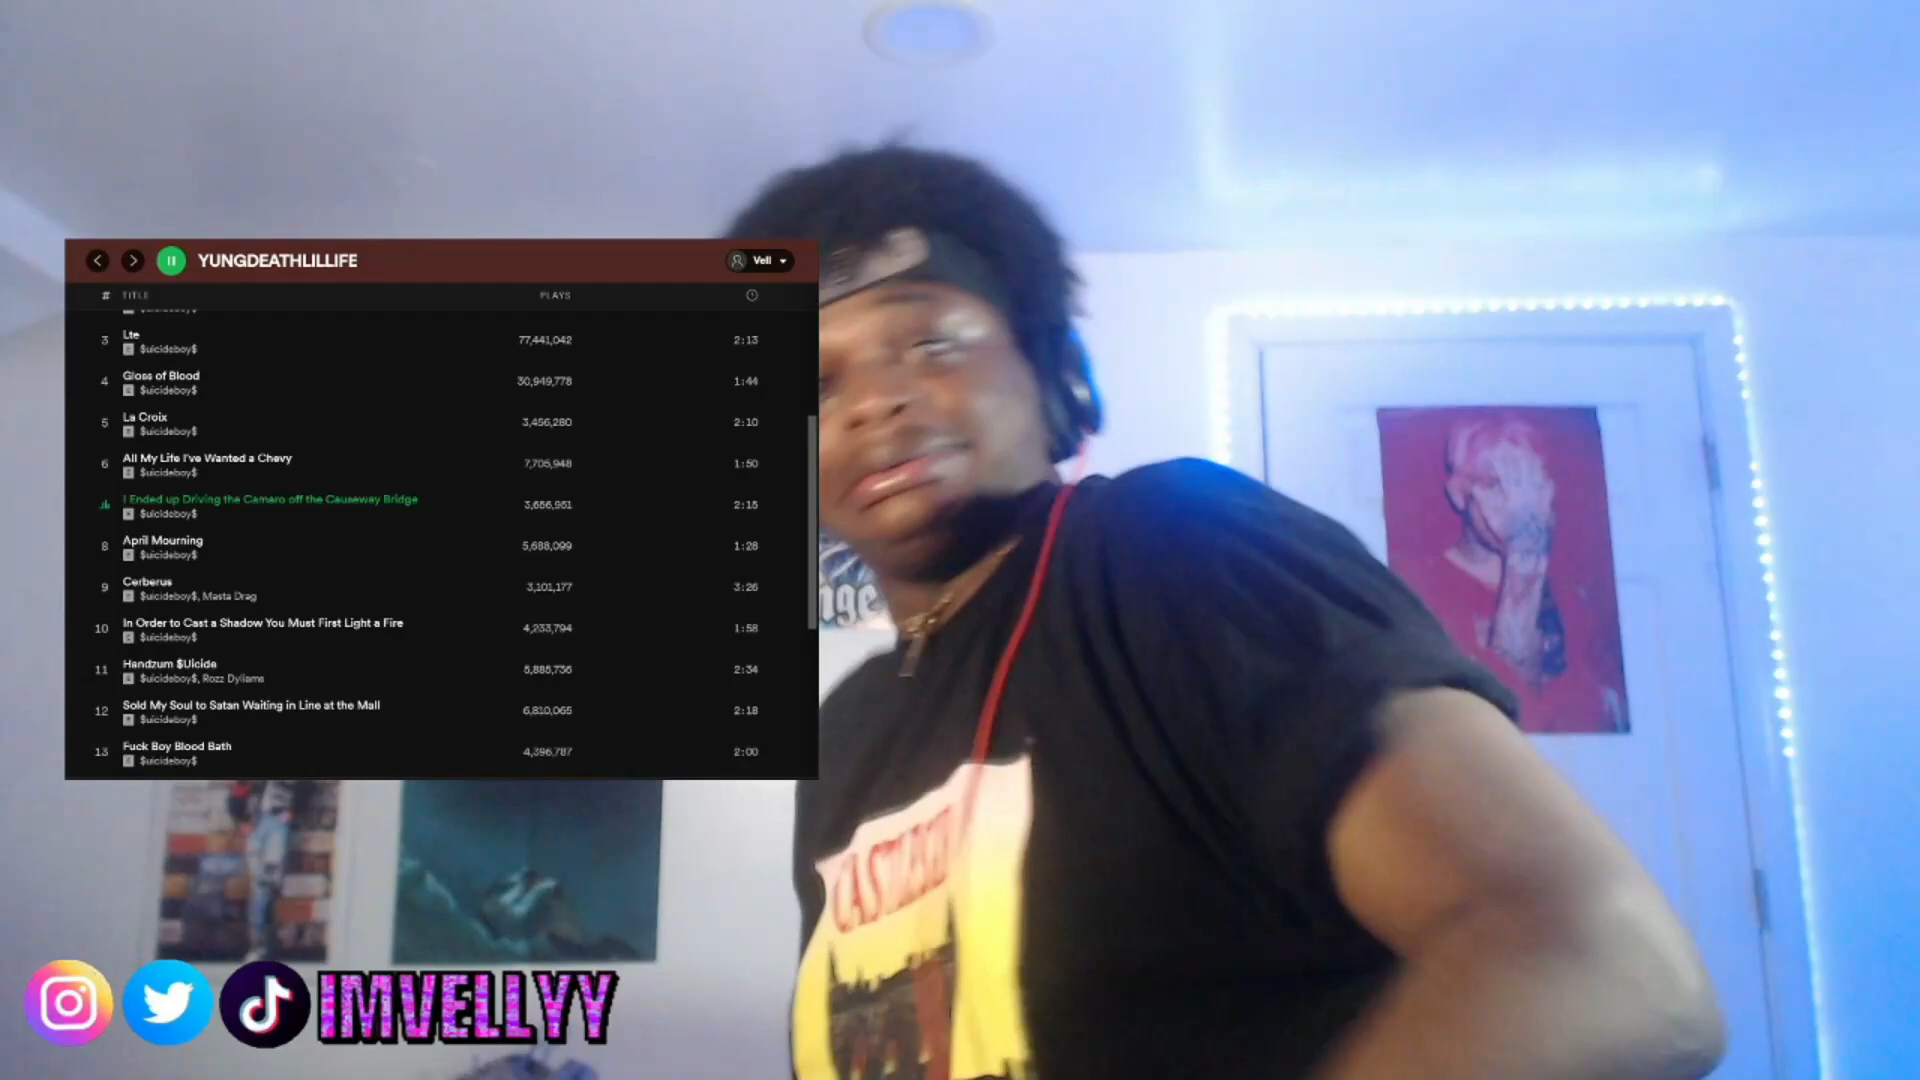 YUNGDEATHLILLIFE
Vell
# TITLE PLAYS
$uicideboy$
3 Lte 77,441,042 2:13
$uicideboy$
4 Gloss of Blood 30,949,778 1:44
$uicideboy$
5 La Croix 3,456,280 2:10
$uicideboy$
6 All My Life I've Wanted a Chevy 7,705,948 1:50
$uicideboy$
I Ended up Driving the Camaro off the Causeway Bridge 3,656,951 2:15
$uicideboy$
8 April Mourning 5,688,099 1:28
$uicideboy$
9 Cerberus 3,101,177 3:26
$uicideboy$, Masta Drag
10 In Order to Cast a Shadow You Must First Light a Fire 4,233,794 1:58
$uicideboy$
11 Handzum $Uicide 5,885,736 2:34
$uicideboy$, Rozz Dyliams
12 Sold My Soul to Satan Waiting in Line at the Mall 6,810,065 2:18
$uicideboy$
13 Fuck Boy Blood Bath 4,396,787 2:00
$uicideboy$
IMVELLYY